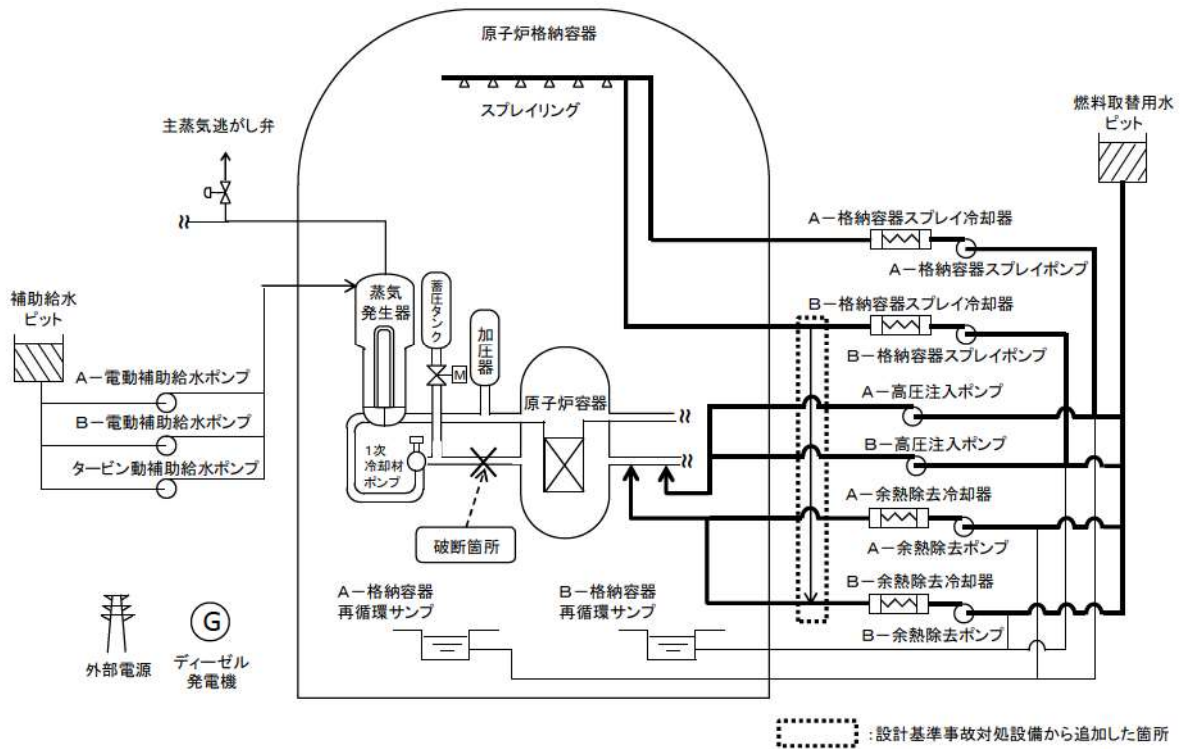 原子炉格納容器
スプレイリング
燃料取替用水
ピット
主蒸気逃がし弁
A-格納容器スプレイ冷却器
A-格納容器スプレイポンプ
蒸気
発生器
蓄圧タンク
加圧器
M
B-格納容器スプレイ冷却器
B-格納容器スプレイポンプ
補助給水
ピット
A-電動補助給水ポンプ
B-電動補助給水ポンプ
タービン動補助給水ポンプ
原子炉容器
A-高圧注入ポンプ
B-高圧注入ポンプ
1次
冷却材
ポンプ
A-余熱除去冷却器
A-余熱除去ポンプ
破断箇所
B-余熱除去冷却器
B-余熱除去ポンプ
A-格納容器
再循環サンプ
B-格納容器
再循環サンプ
外部電源
G
ディーゼル
発電機
:設計基準事故対処設備から追加した箇所